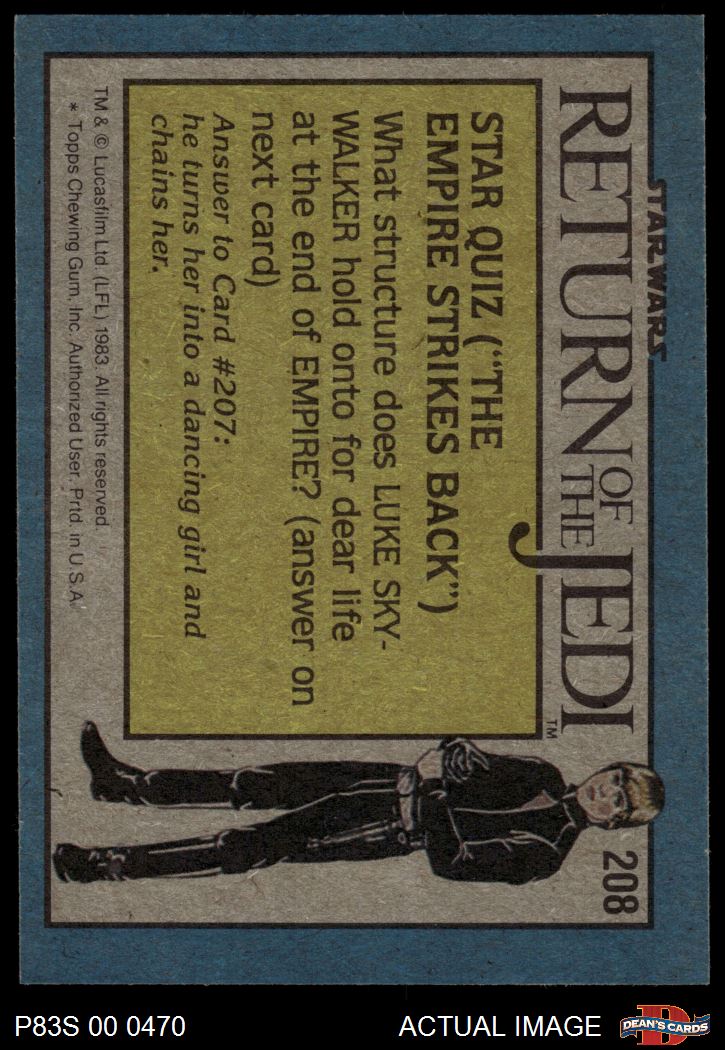 STAR WARS
RETURN OF THE JEDI
TM
208
STAR QUIZ (“THE
EMPIRE STRIKES BACK”)
What structure does LUKE SKY-
WALKER hold onto for dear life
at the end of EMPIRE? (answer on
next card)
Answer to Card #207:
he turns her into a dancing girl and
chains her.
TM & © Lucasfilm Ltd. (LFL) 1983. All rights reserved.
* Topps Chewing Gum, Inc. Authorized User. Prtd. in U.S.A.
P83S 00 0470
ACTUAL IMAGE
D
DEAN'S CARDS